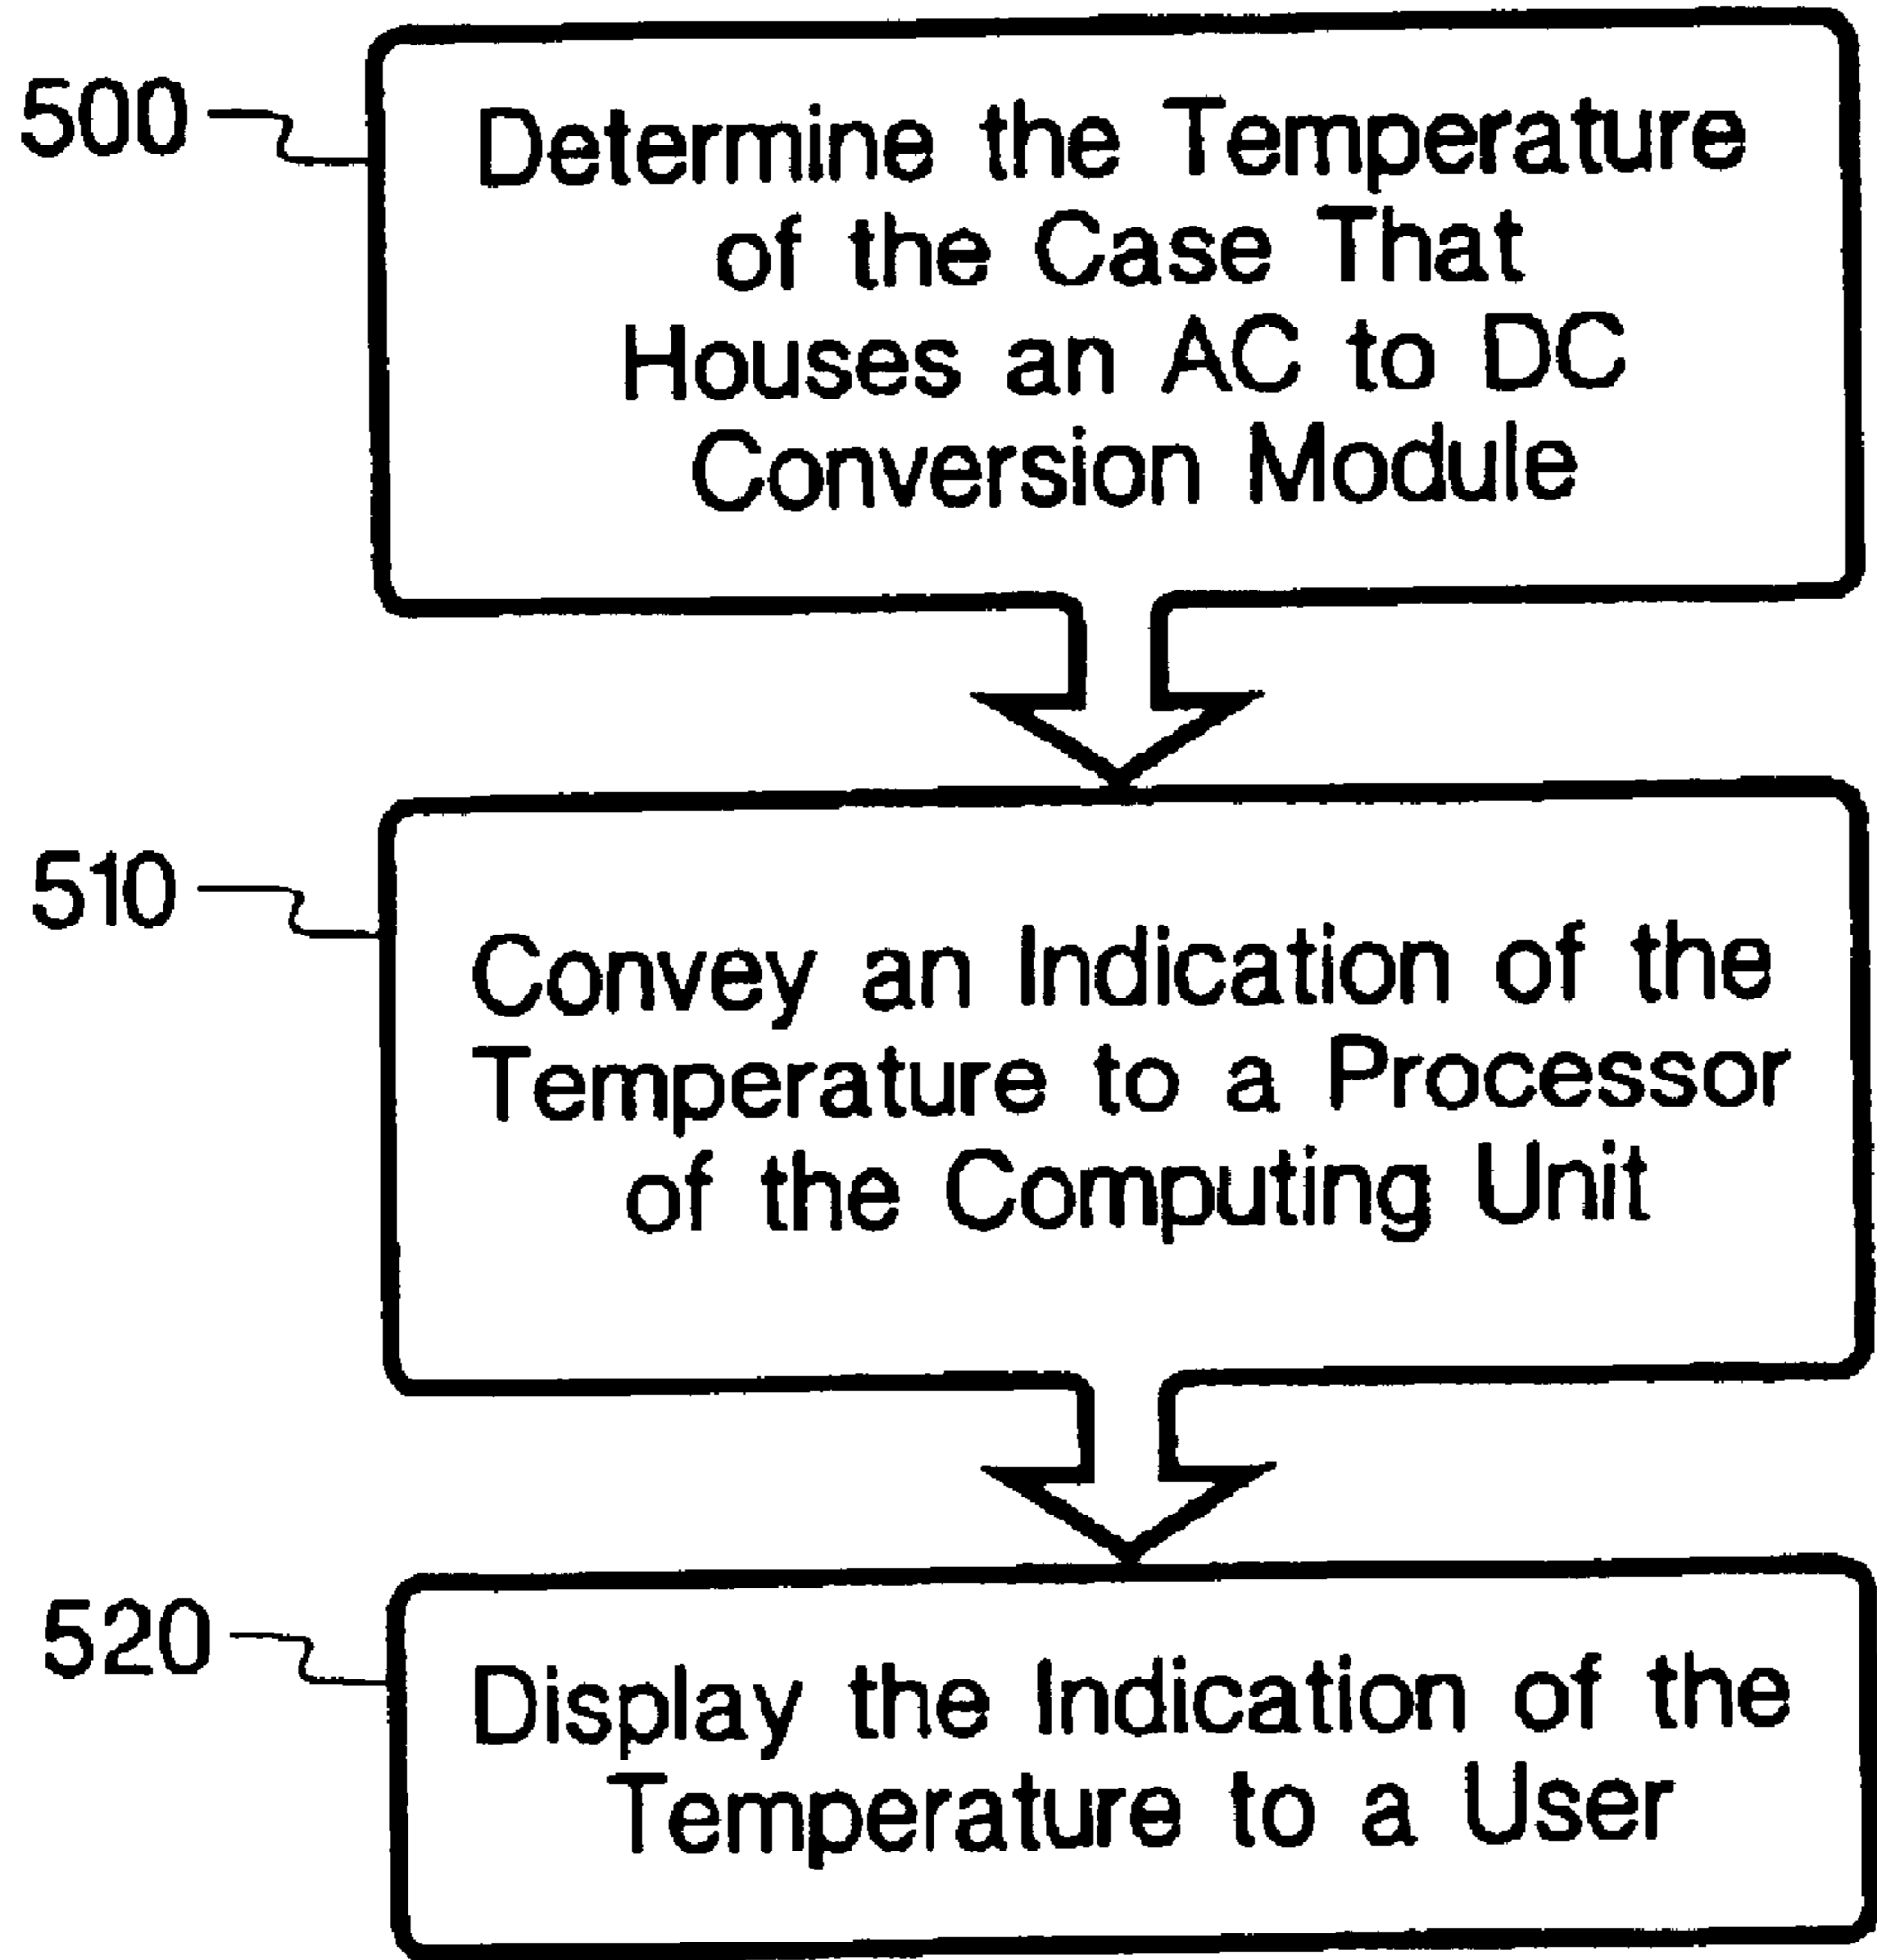 500
Determine the Temperature
of the Case That
Houses an AC to DC
Conversion Module
510
Convey an Indication of the
Temperature to a Processor
of the Computing Unit
520
Display the Indication of the
Temperature to a User